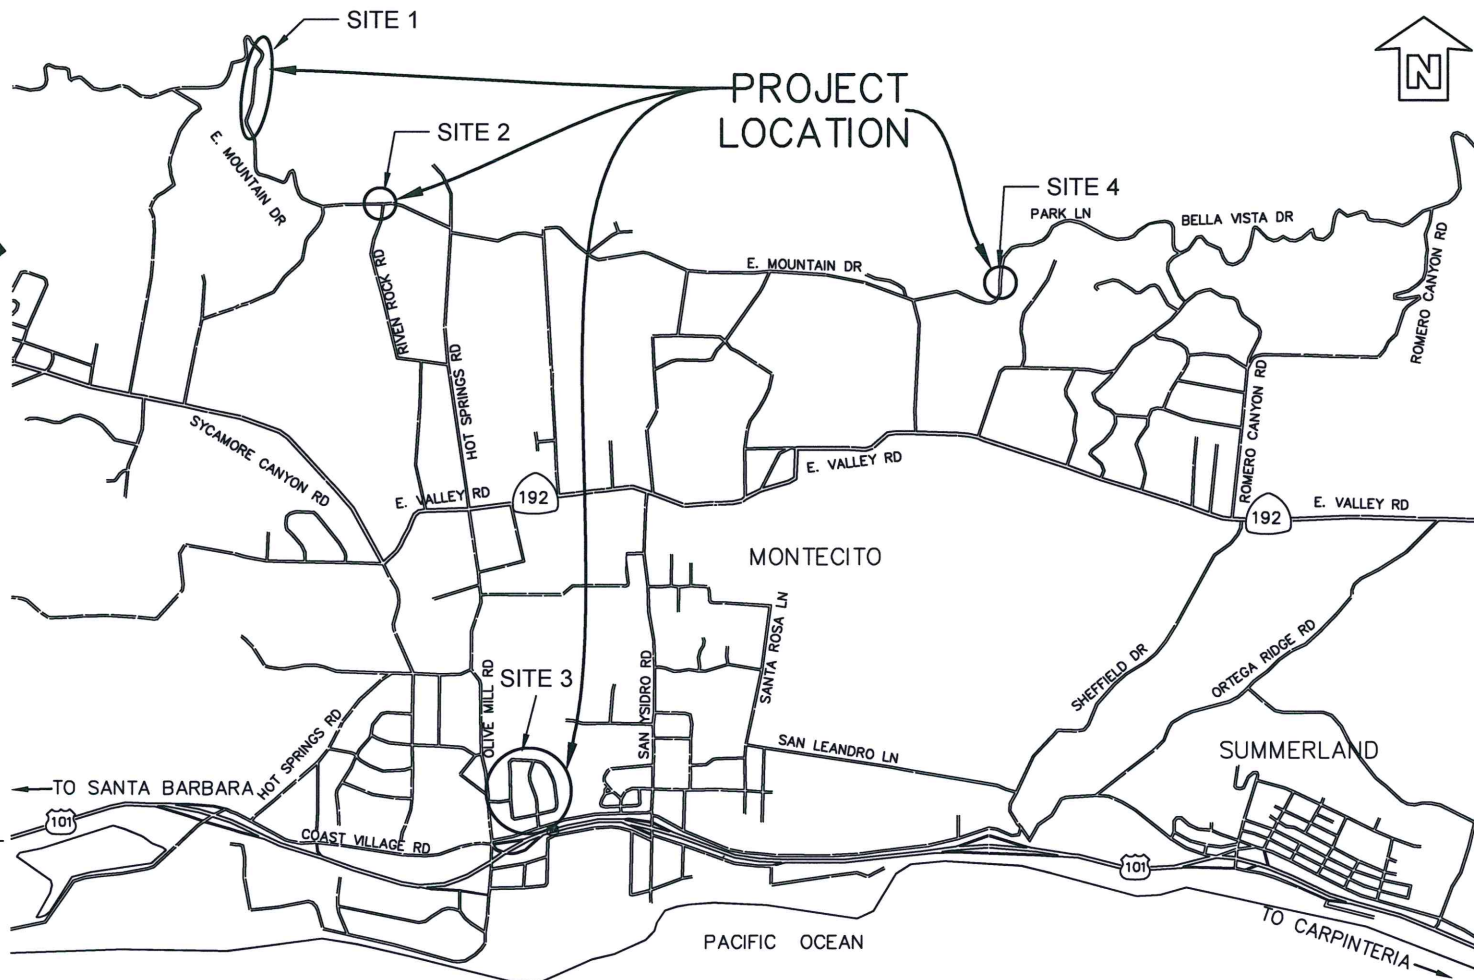 SITE 1
PROJECT
LOCATION
N
SITE 2
E. MOUNTAIN DR
SITE 4
PARK LN
BELLA VISTA DR
ROMERO CANYON RD
E. MOUNTAIN DR
RIVEN ROCK RD
HOT SPRINGS RD
ROMERO CANYON RD
SYCAMORE CANYON RD
E. VALLEY RD
E. VALLEY RD
192
E. VALLEY RD
192
MONTECITO
SANTA ROSA LN
SHEFFIELD DR
ORTEGA RIDGE RD
OLIVE MILL RD
SITE 3
SAN YSIDRO RD
HOT SPRINGS RD
SAN LEANDRO LN
SUMMERLAND
TO SANTA BARBARA
101
COAST VILLAGE RD
101
PACIFIC OCEAN
TO CARPINTERIA